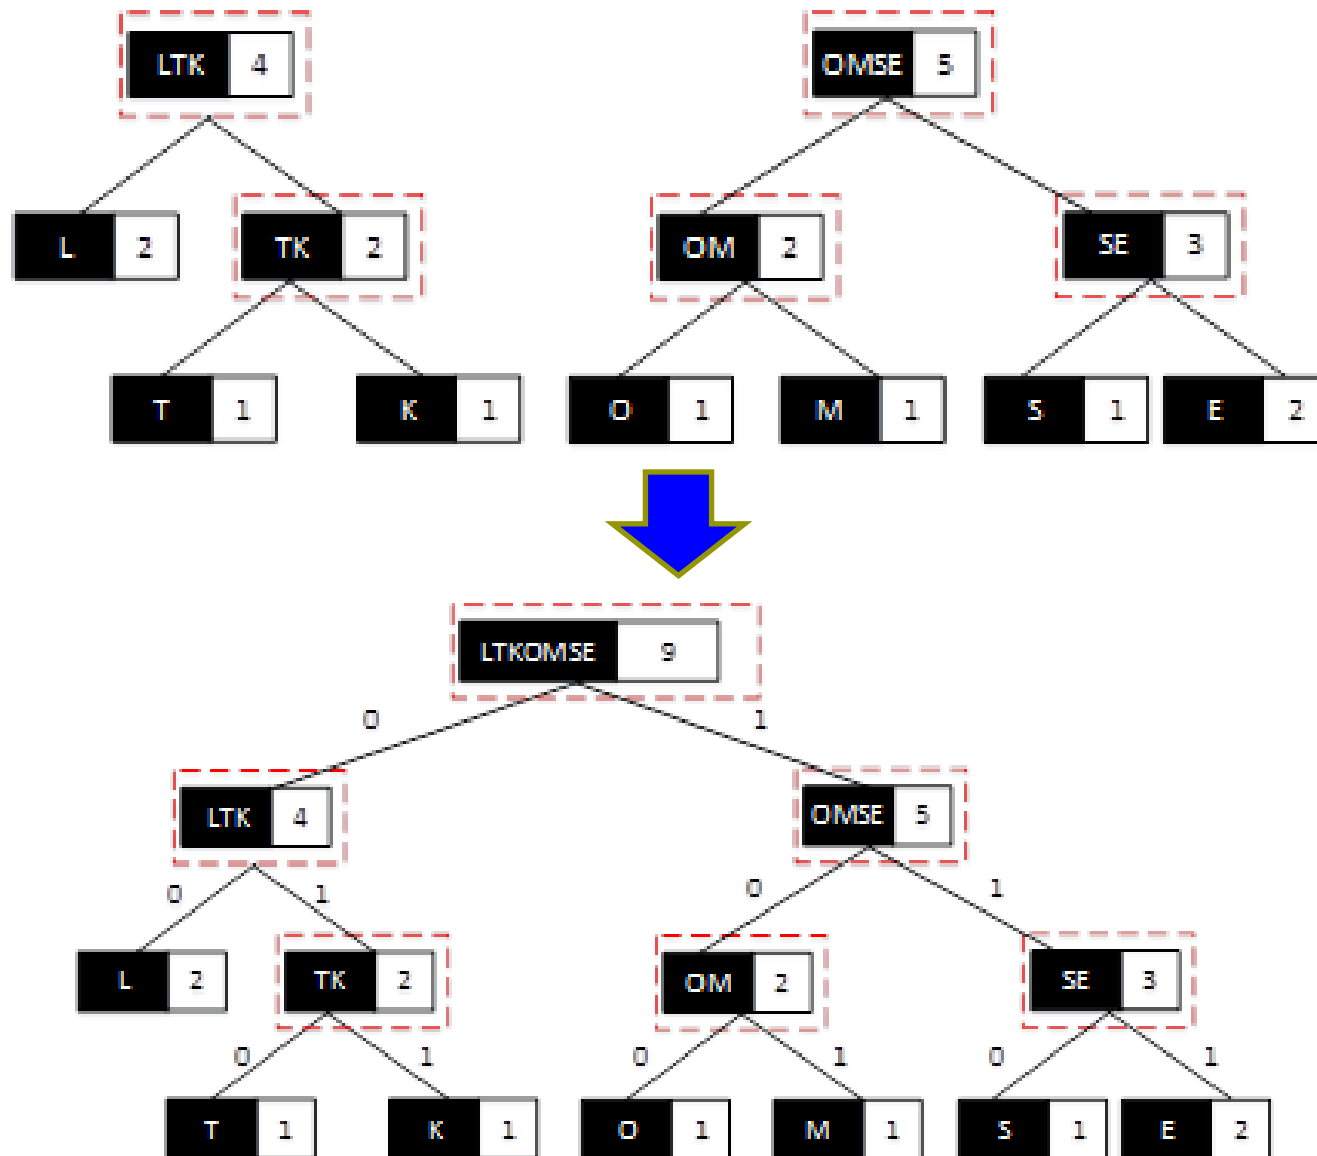 LTK 4 OMSE 5
L 2 TK 2 OM 2 SE 3
T 1 K 1 O 1 M 1 S 1 E 2
LTKOMSE 9
0 1
LTK 4 OMSE 5
0 1 0 1
L 2 TK 2 OM 2 SE 3
0 1 0 1 0 1
T 1 K 1 O 1 M 1 S 1 E 2